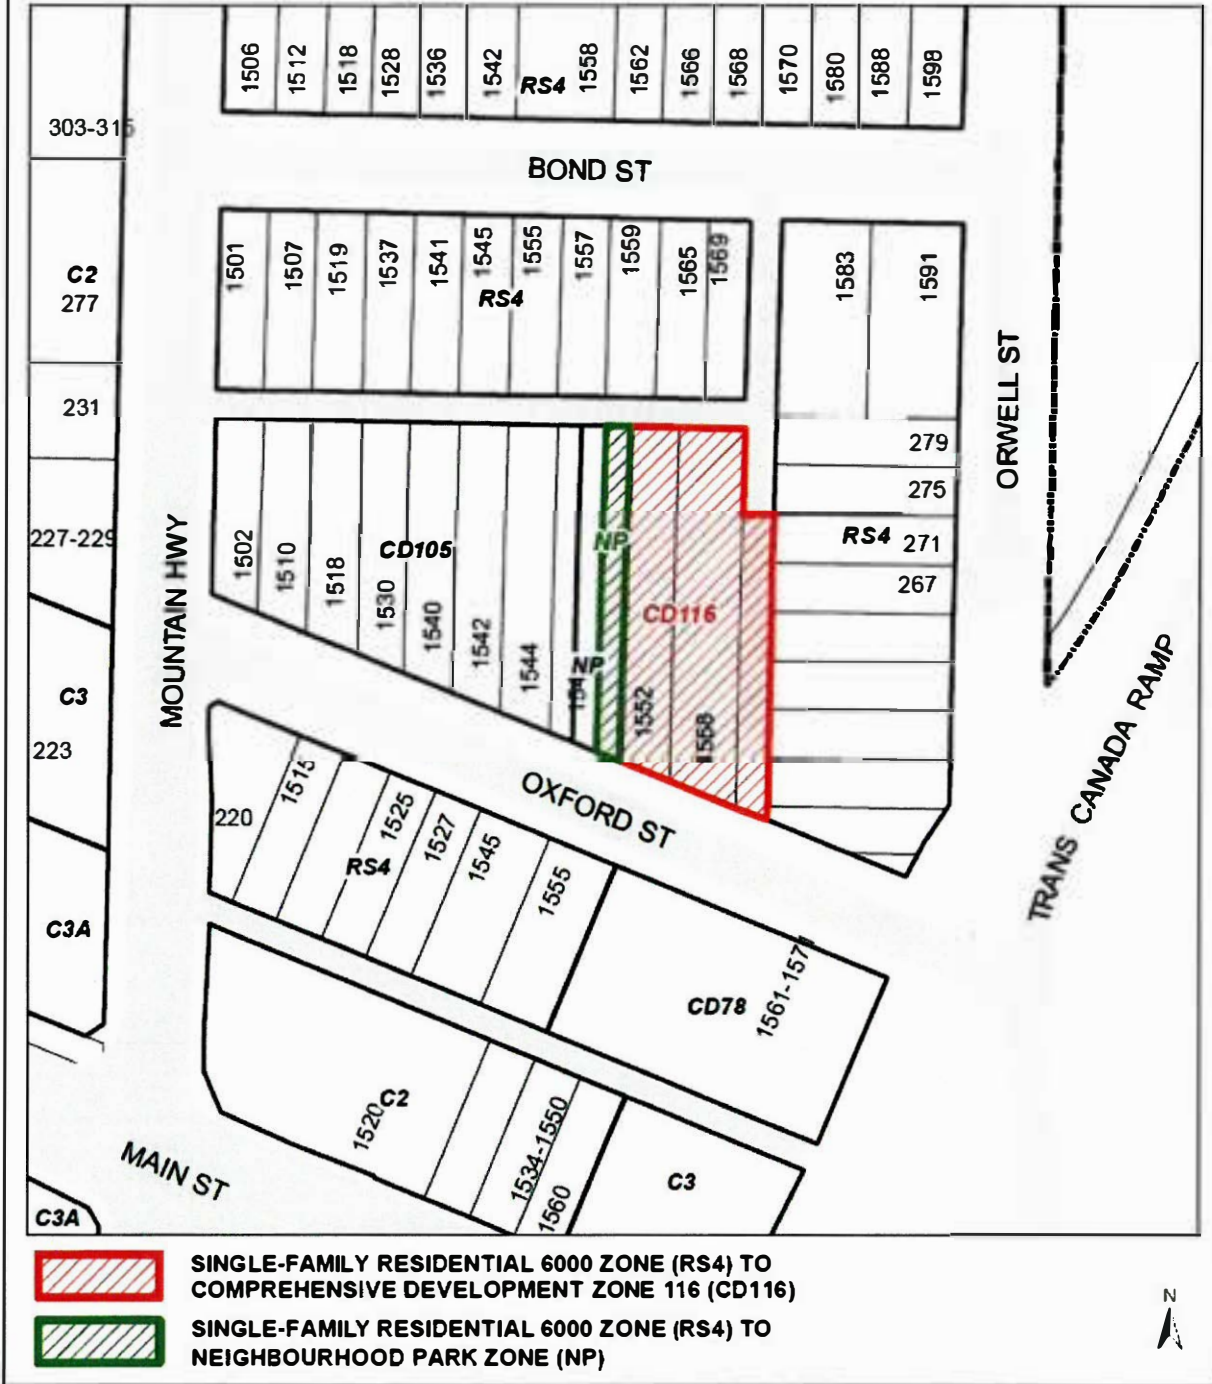 1506
1512
1518
1528
1536
1542
RS4
1558
1562
1566
1568
1570
1580
1588
1598
303-315
BOND ST
C2
277
1501
1507
1519
1537
1541
1545
1555
1557
1559
1565
1569
RS4
1583
1591
ORWELL ST
231
279
275
227-229
MOUNTAIN HWY
1502
1510
1518
1530
CD105
1540
1542
1544
NP
NP
CD116
1552
1568
RS4
271
267
C3
223
TRANS CANADA RAMP
OXFORD ST
220
1515
1525
1527
1545
1555
RS4
C3A
CD78
C2
1520
1534-1550
1560
C3
MAIN ST
C3A
SINGLE-FAMILY RESIDENTIAL 6000 ZONE (RS4) TO
COMPREHENSIVE DEVELOPMENT ZONE 116 (CD116)
SINGLE-FAMILY RESIDENTIAL 6000 ZONE (RS4) TO
NEIGHBOURHOOD PARK ZONE (NP)
N